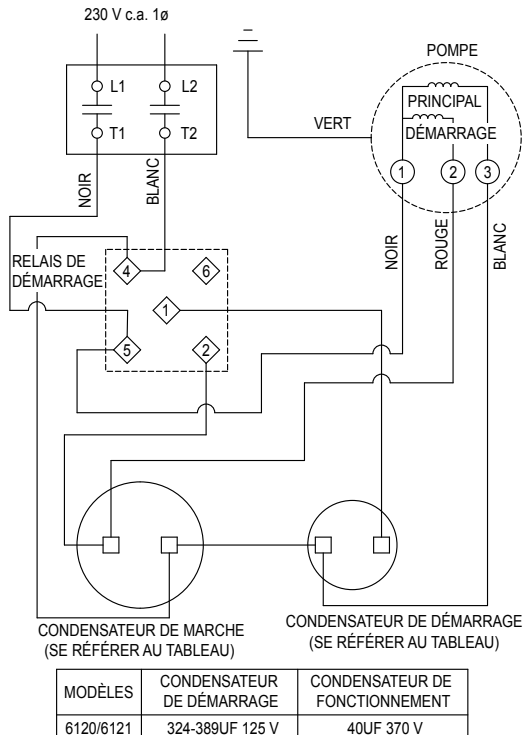 230 V c.a. 1ø
L1
L2
T1
T2
NOIR
BLANC
VERT
POMPE
PRINCIPAL
DÉMARRAGE
1
2
3
NOIR
ROUGE
BLANC
RELAIS DE
DÉMARRAGE
4
6
1
5
2
CONDENSATEUR DE MARCHE
(SE RÉFÉRER AU TABLEAU)
CONDENSATEUR DE DÉMARRAGE
(SE RÉFÉRER AU TABLEAU)
MODÈLES
CONDENSATEUR
DE DÉMARRAGE
CONDENSATEUR DE
FONCTIONNEMENT
6120/6121
324-389UF 125 V
40UF 370 V